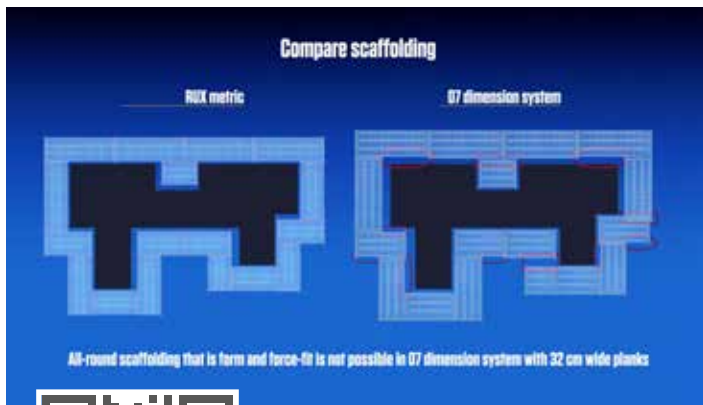 Compare scaffolding
RUX metric
07 dimension system
All-round scaffolding that is form and force-fit is not possible in 07 dimension system with 32 cm wide planks